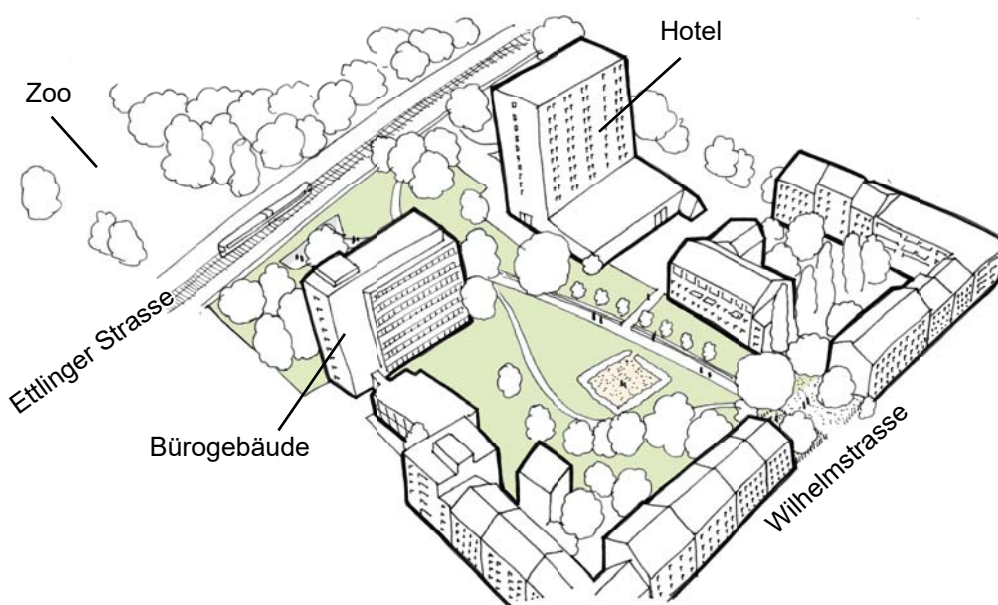 Hotel
Zoo
Ettlinger Strasse
Bürogebäude
Wilhelmstrasse